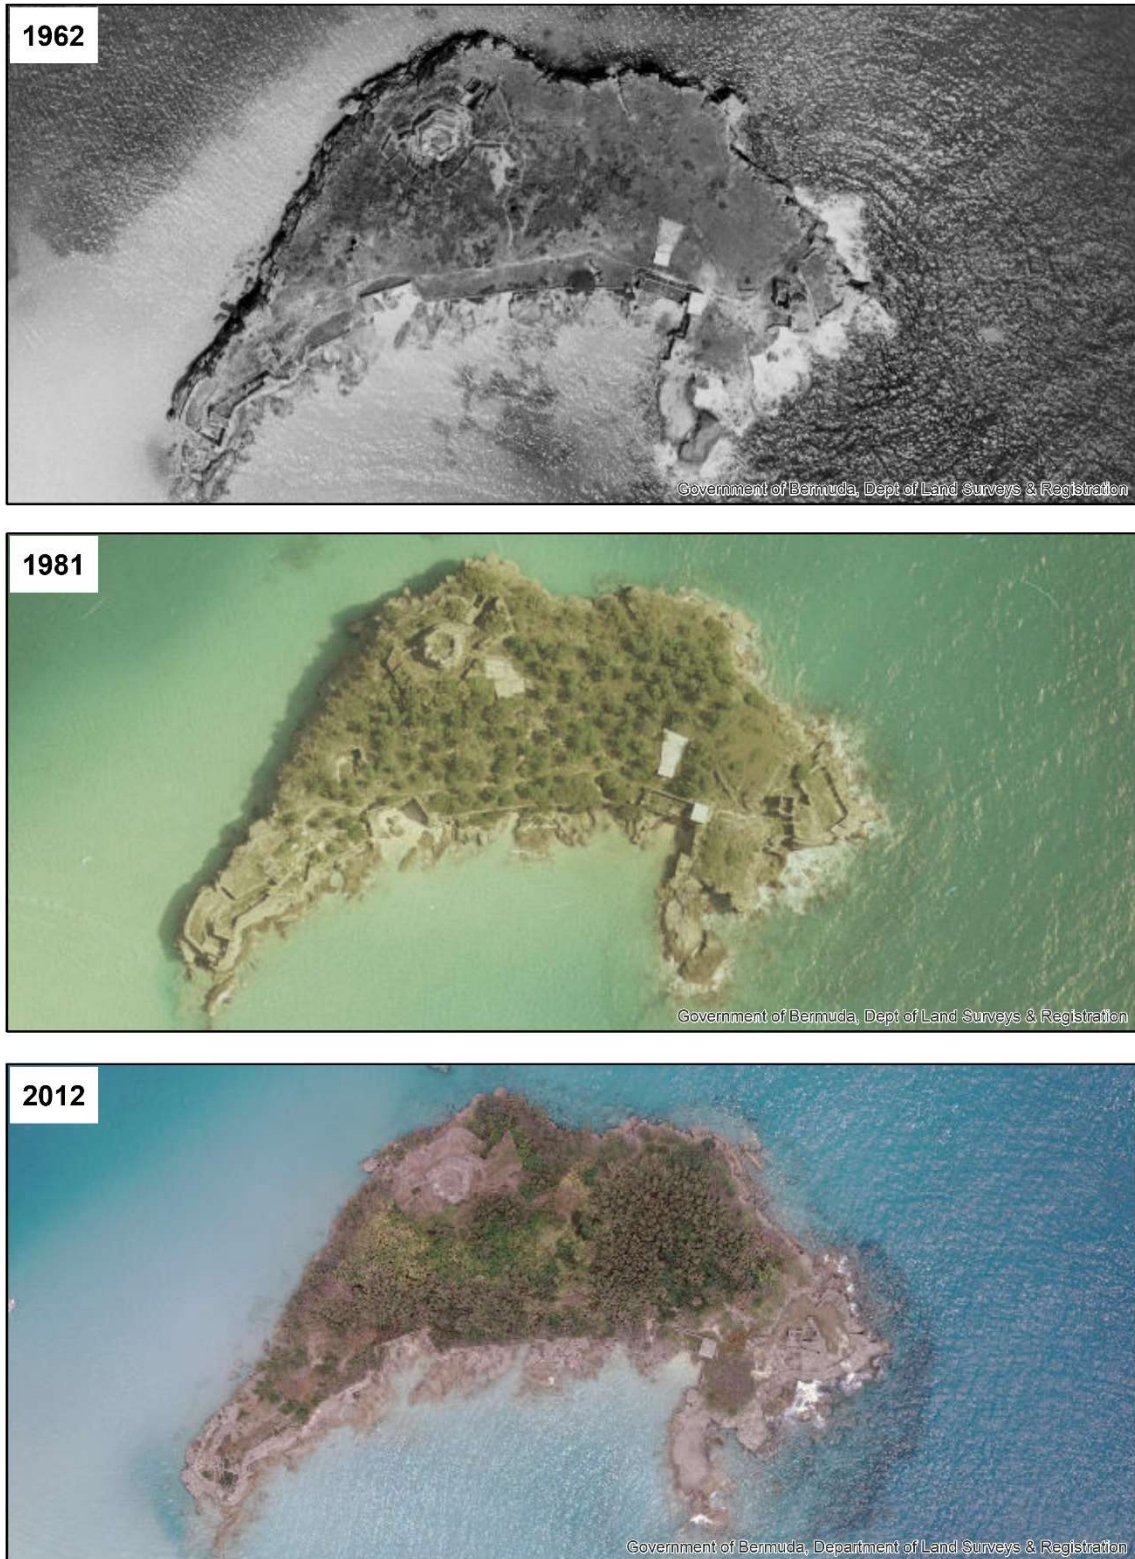 1962
Government of Bermuda, Dept of Land Surveys & Registration
1981
Government of Bermuda, Dept of Land Surveys & Registration
2012
Government of Bermuda, Department of Land Surveys & Registration